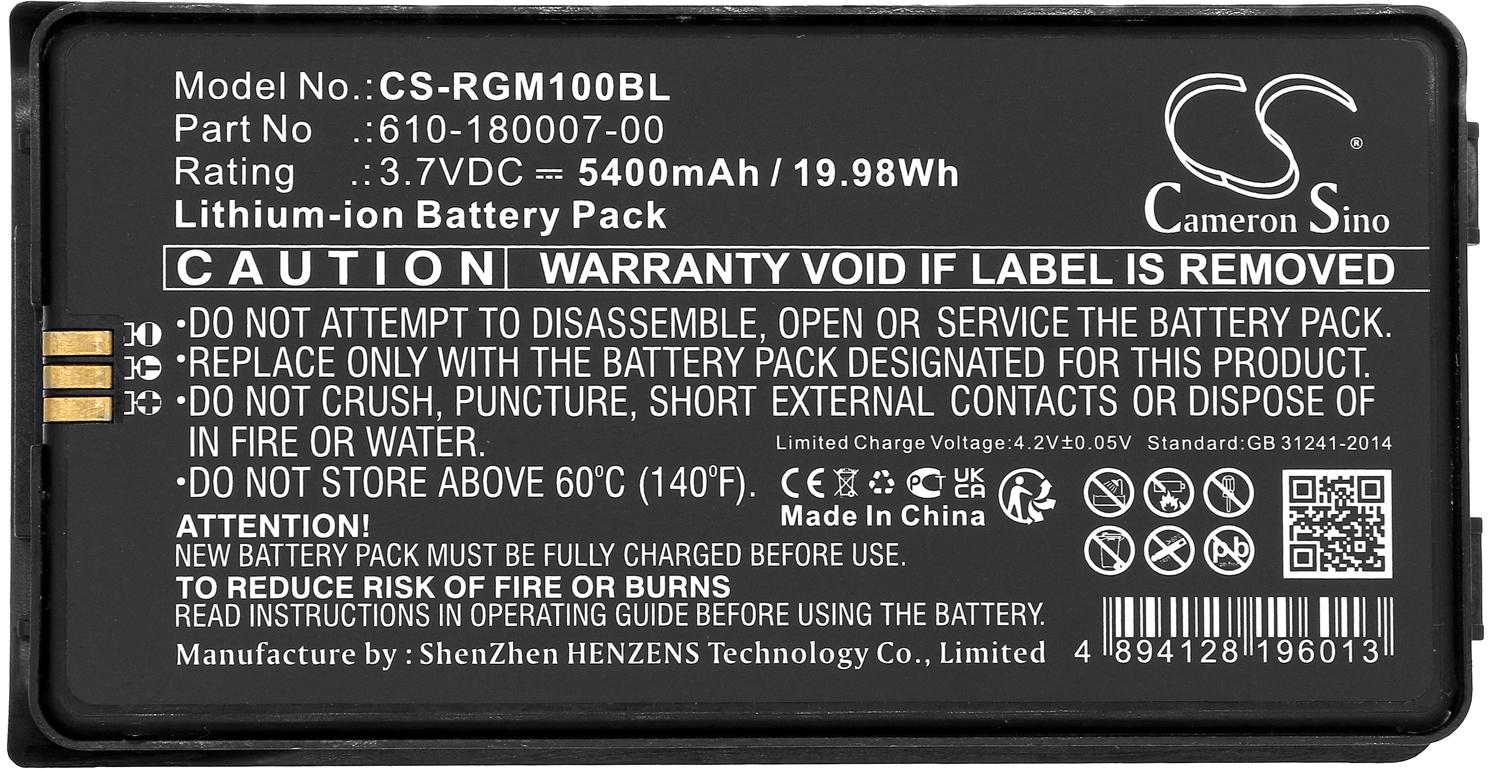 Model No.:CS-RGM100BL
Part No .:610-180007-00
Rating .:3.7VDC ⎓ 5400mAh / 19.98Wh
Lithium-ion Battery Pack
CS
®
Cameron Sino
CAUTION WARRANTY VOID IF LABEL IS REMOVED
•DO NOT ATTEMPT TO DISASSEMBLE, OPEN OR SERVICE THE BATTERY PACK.
•REPLACE ONLY WITH THE BATTERY PACK DESIGNATED FOR THIS PRODUCT.
•DO NOT CRUSH, PUNCTURE, SHORT EXTERNAL CONTACTS OR DISPOSE OF
IN FIRE OR WATER.
Limited Charge Voltage:4.2V±0.05V Standard:GB 31241-2014
•DO NOT STORE ABOVE 60°C (140°F).
CE PCT UK CA
Made In China
pb
ATTENTION!
NEW BATTERY PACK MUST BE FULLY CHARGED BEFORE USE.
TO REDUCE RISK OF FIRE OR BURNS
READ INSTRUCTIONS IN OPERATING GUIDE BEFORE USING THE BATTERY.
Manufacture by : ShenZhen HENZENS Technology Co., Limited
4 894128 196013